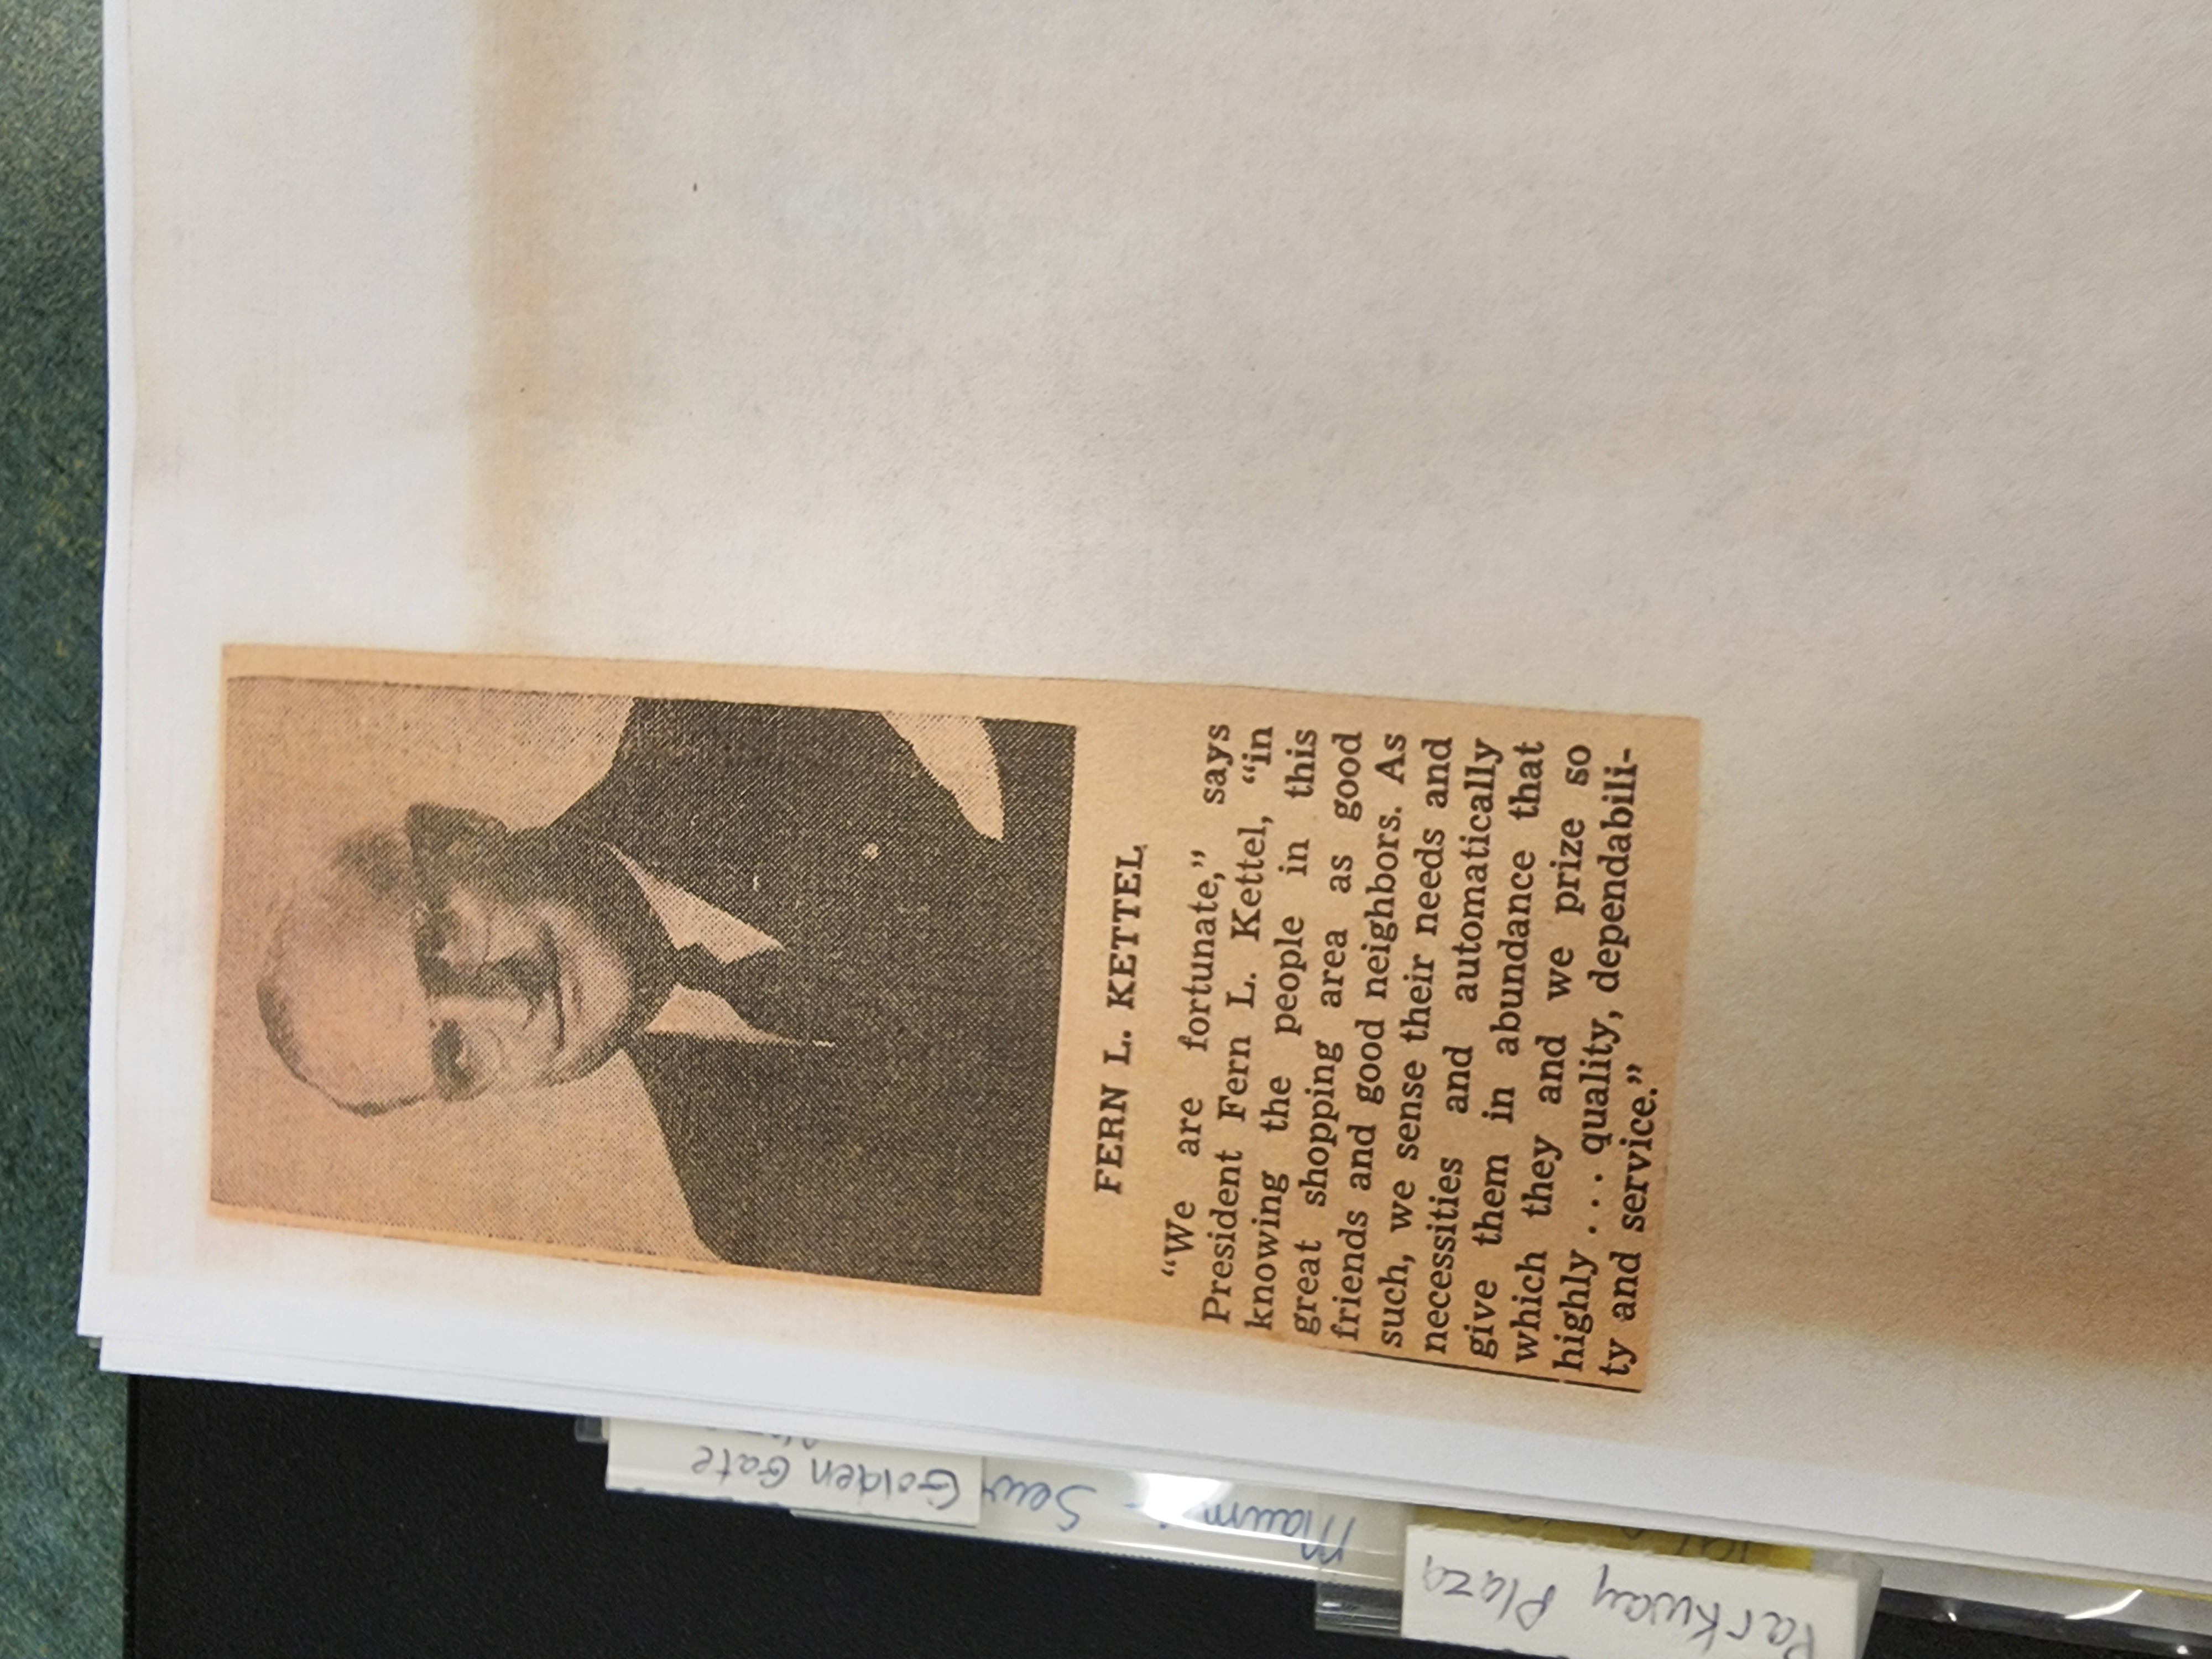 FERN L. KETTEL
“We are fortunate,” says
President Fern L. Kettel, “in
knowing the people in this
great shopping area as good
friends and good neighbors. As
such, we sense their needs and
necessities and automatically
give them in abundance that
which they and we prize so
highly . . . quality, dependabili-
ty and service.”
Golden Gate
Parkway Plaza